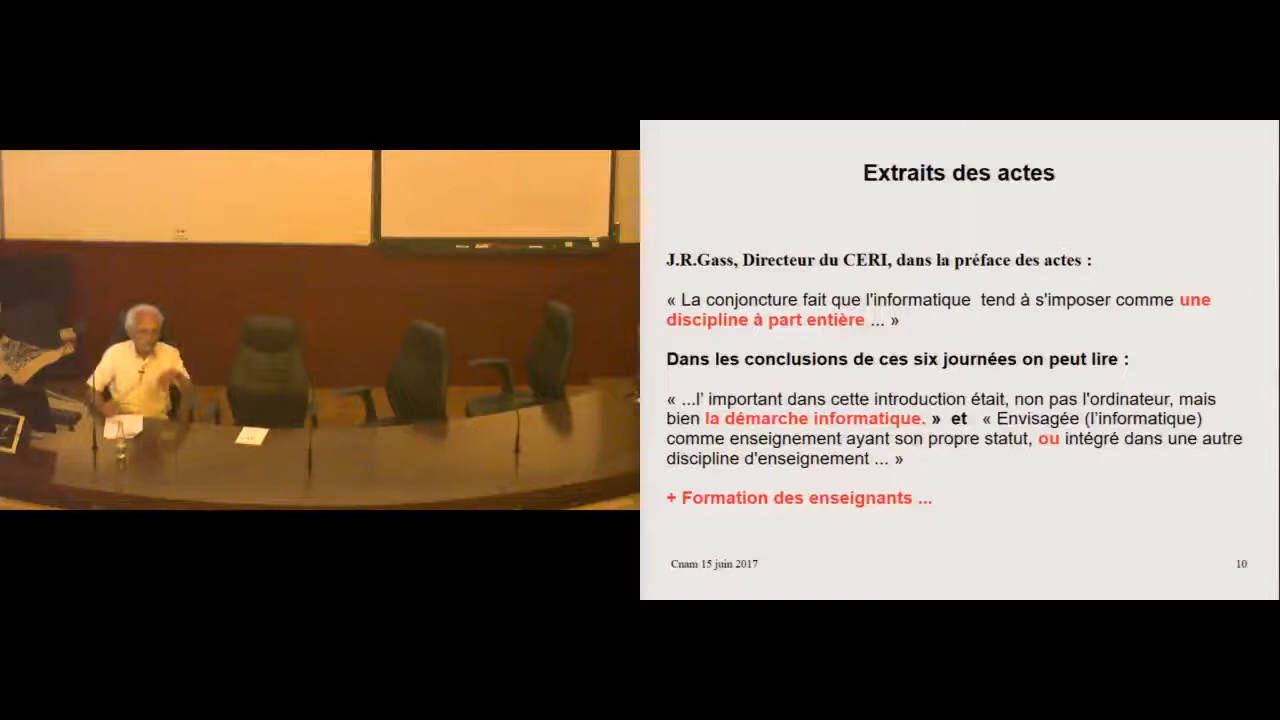 Extraits des actes
J.R.Gass, Directeur du CERI, dans la préface des actes :
« La conjoncture fait que l'informatique  tend à s'imposer comme une
discipline à part entière ... »
Dans les conclusions de ces six journées on peut lire :
« ...l' important dans cette introduction était, non pas l'ordinateur, mais
bien la démarche informatique. »  et  « Envisagée (l'informatique)
comme enseignement ayant son propre statut, ou intégré dans une autre
discipline d'enseignement ... »
+ Formation des enseignants ...
Cnam 15 juin 2017
10